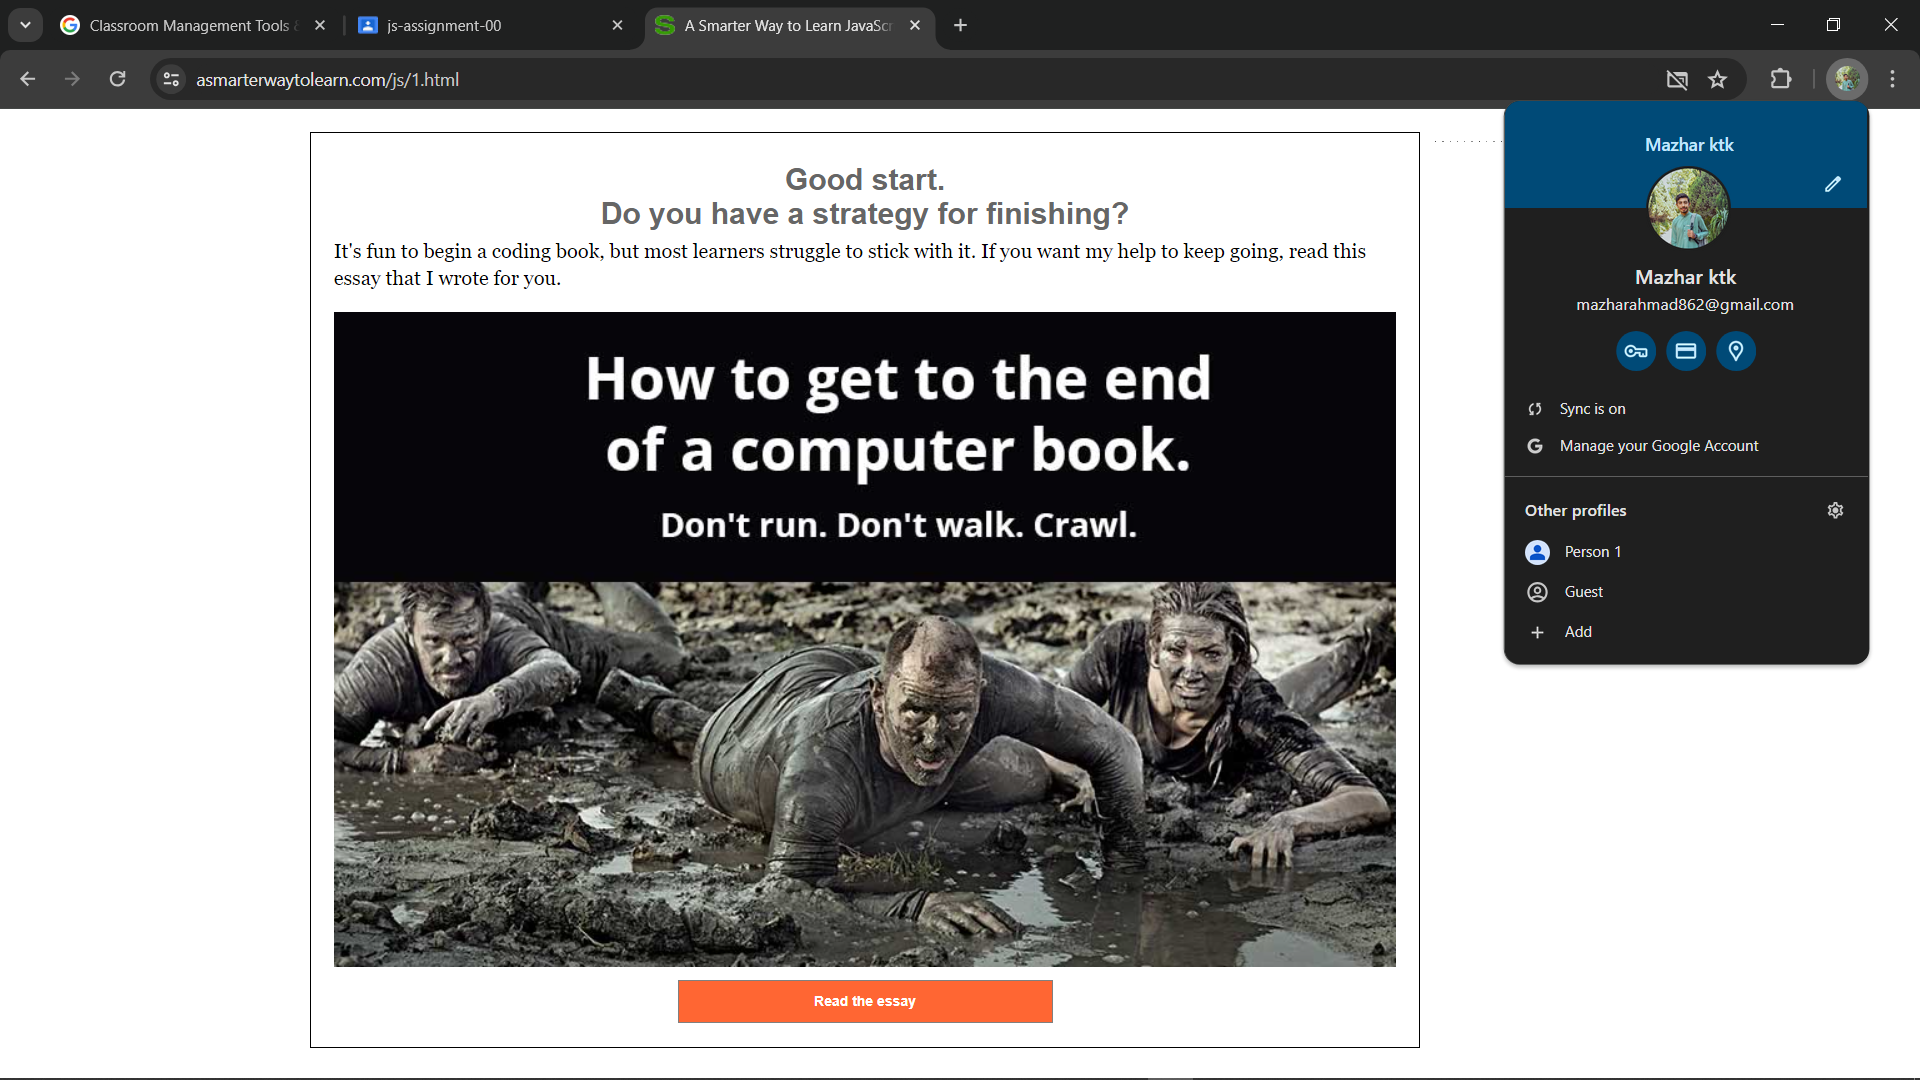 Classroom Management Tools &
js-assignment-00
A Smarter Way to Learn JavaScr
asmarterwaytolearn.com/js/1.html
Good start.
Do you have a strategy for finishing?
It's fun to begin a coding book, but most learners struggle to stick with it. If you want my help to keep going, read this
essay that I wrote for you.
How to get to the end
of a computer book.
Don't run. Don't walk. Crawl.
Read the essay
Mazhar ktk
Mazhar ktk
mazharahmad862@gmail.com
Sync is on
Manage your Google Account
Other profiles
Person 1
Guest
Add